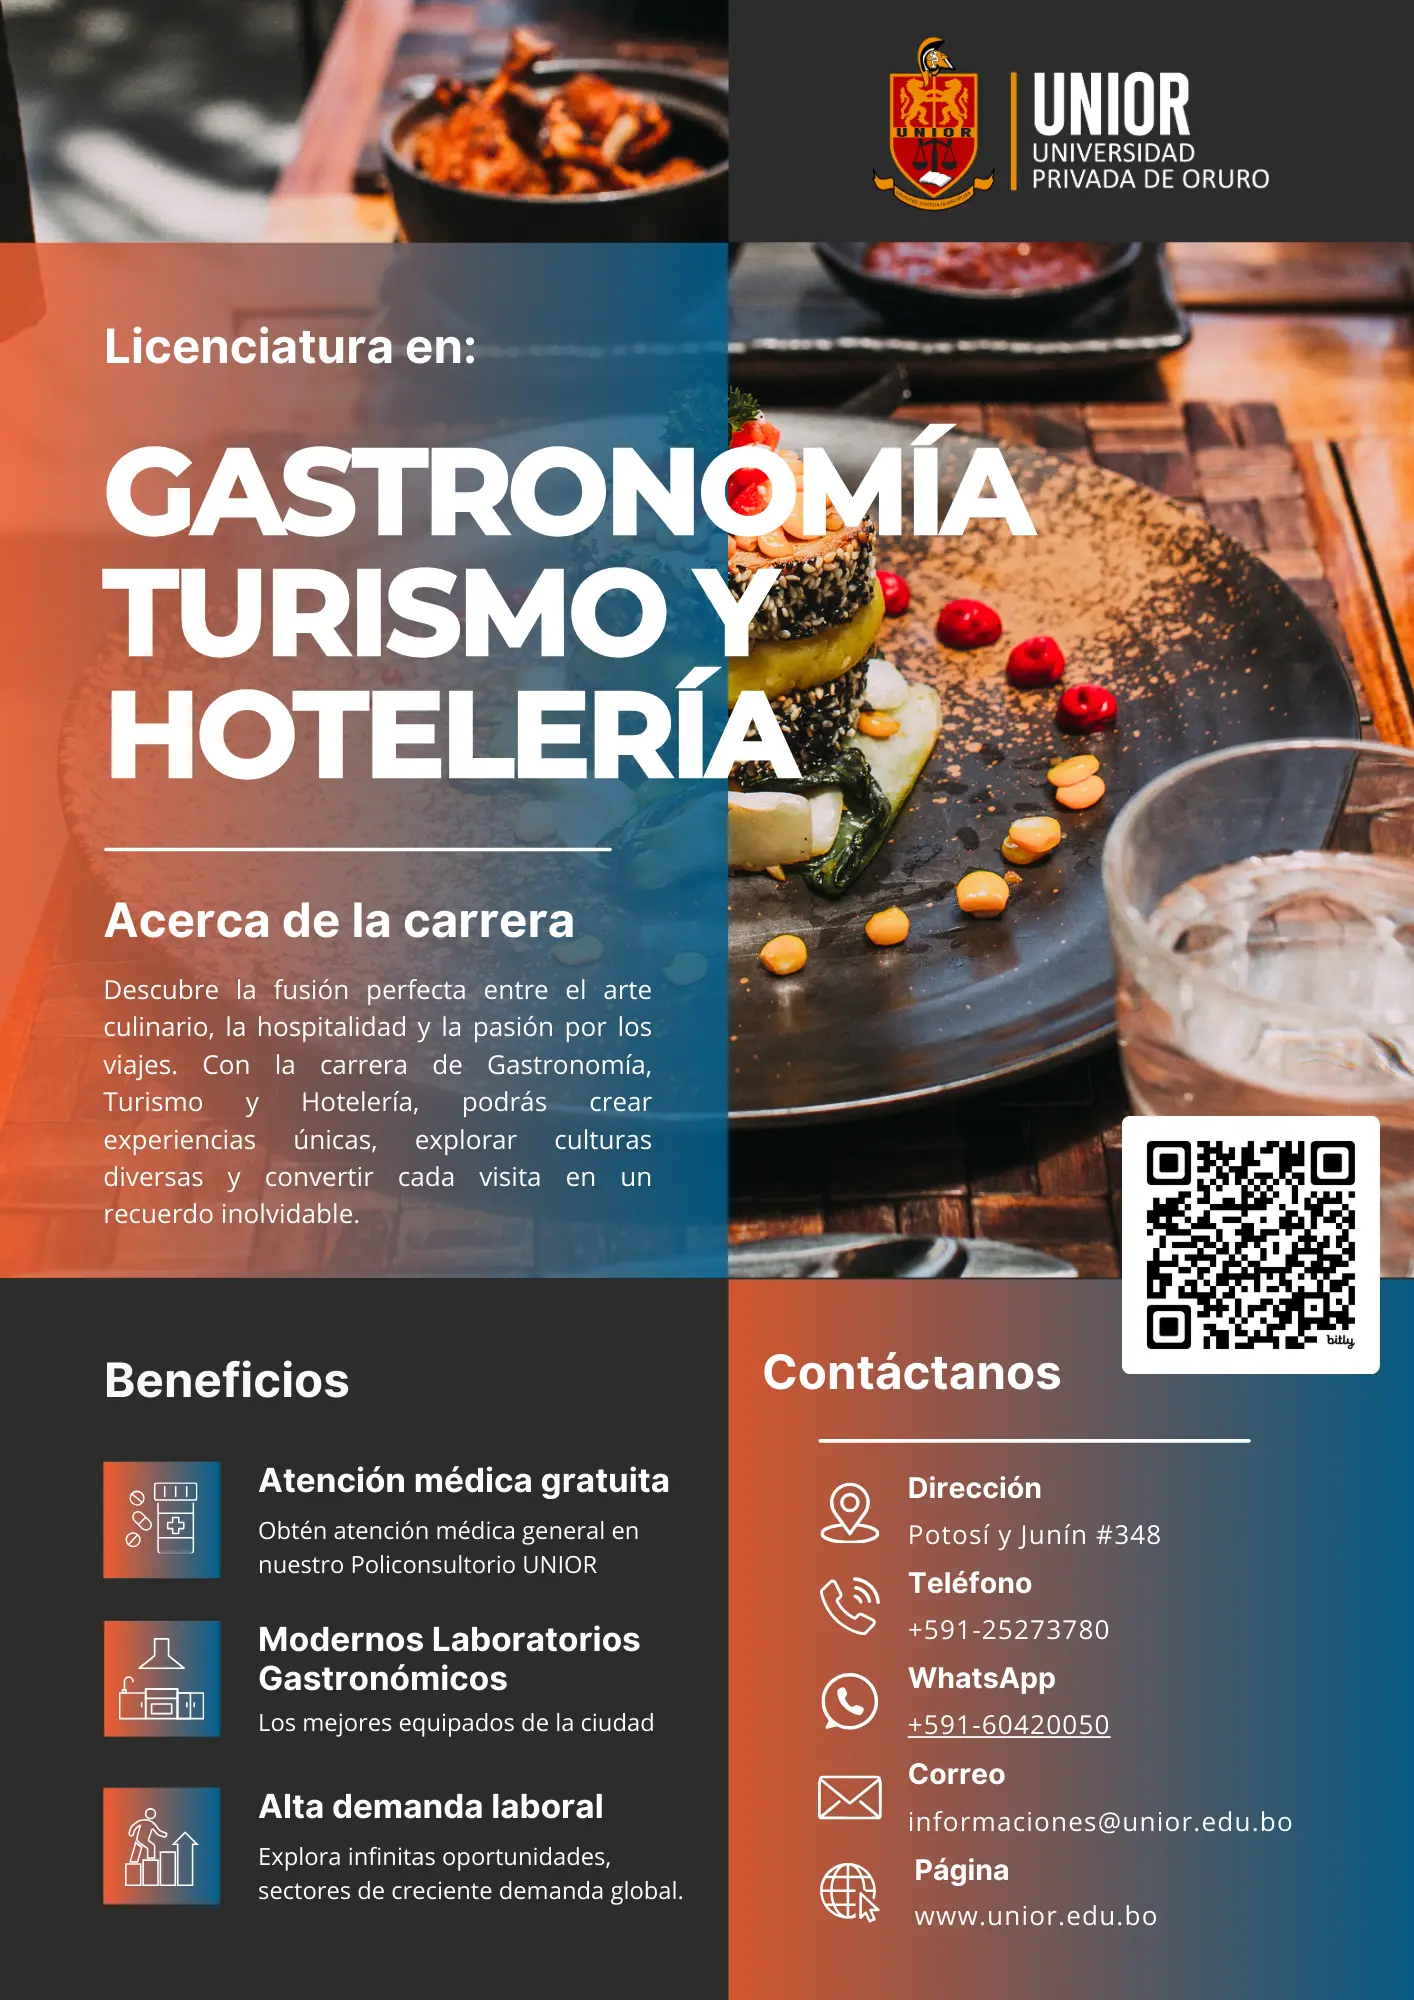 UNIOR
UNIOR
UNIVERSIDAD
PRIVADA DE ORURO
Licenciatura en:
GASTRONOMÍA
TURISMO Y
HOTELERÍA
Acerca de la carrera
Descubre la fusión perfecta entre el arte
culinario, la hospitalidad y la pasión por los
viajes. Con la carrera de Gastronomía,
Turismo y Hotelería, podrás crear
experiencias únicas, explorar culturas
diversas y convertir cada visita en un
recuerdo inolvidable.
bitly
Beneficios
Atención médica gratuita
Obtén atención médica general en
nuestro Policonsultorio UNIOR
Modernos Laboratorios
Gastronómicos
Los mejores equipados de la ciudad
Alta demanda laboral
Explora infinitas oportunidades,
sectores de creciente demanda global.
Contáctanos
Dirección
Potosí y Junín #348
Teléfono
+591-25273780
WhatsApp
+591-60420050
Correo
informaciones@unior.edu.bo
Página
www.unior.edu.bo